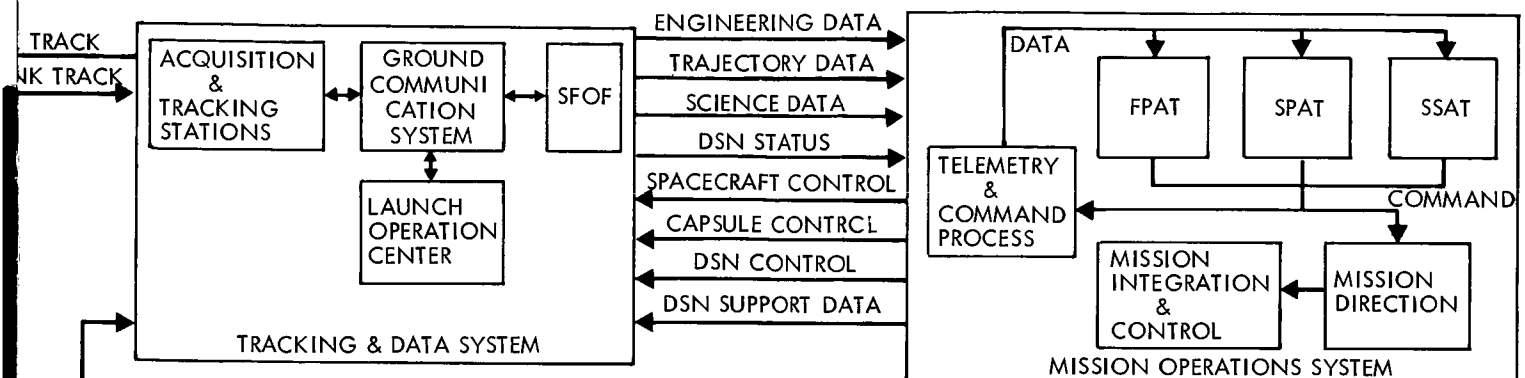 TRACK
NK TRACK
ACQUISITION
&
TRACKING
STATIONS
GROUND
COMMUNI
CATION
SYSTEM
SFOF
LAUNCH
OPERATION
CENTER
TRACKING & DATA SYSTEM
ENGINEERING DATA
TRAJECTORY DATA
SCIENCE DATA
DSN STATUS
SPACECRAFT CONTROL
CAPSULE CONTRCL
DSN CONTROL
DSN SUPPORT DATA
DATA
FPAT
SPAT
SSAT
TELEMETRY
&
COMMAND
PROCESS
COMMAND
MISSION
INTEGRATION
&
CONTROL
MISSION
DIRECTION
MISSION OPERATIONS SYSTEM